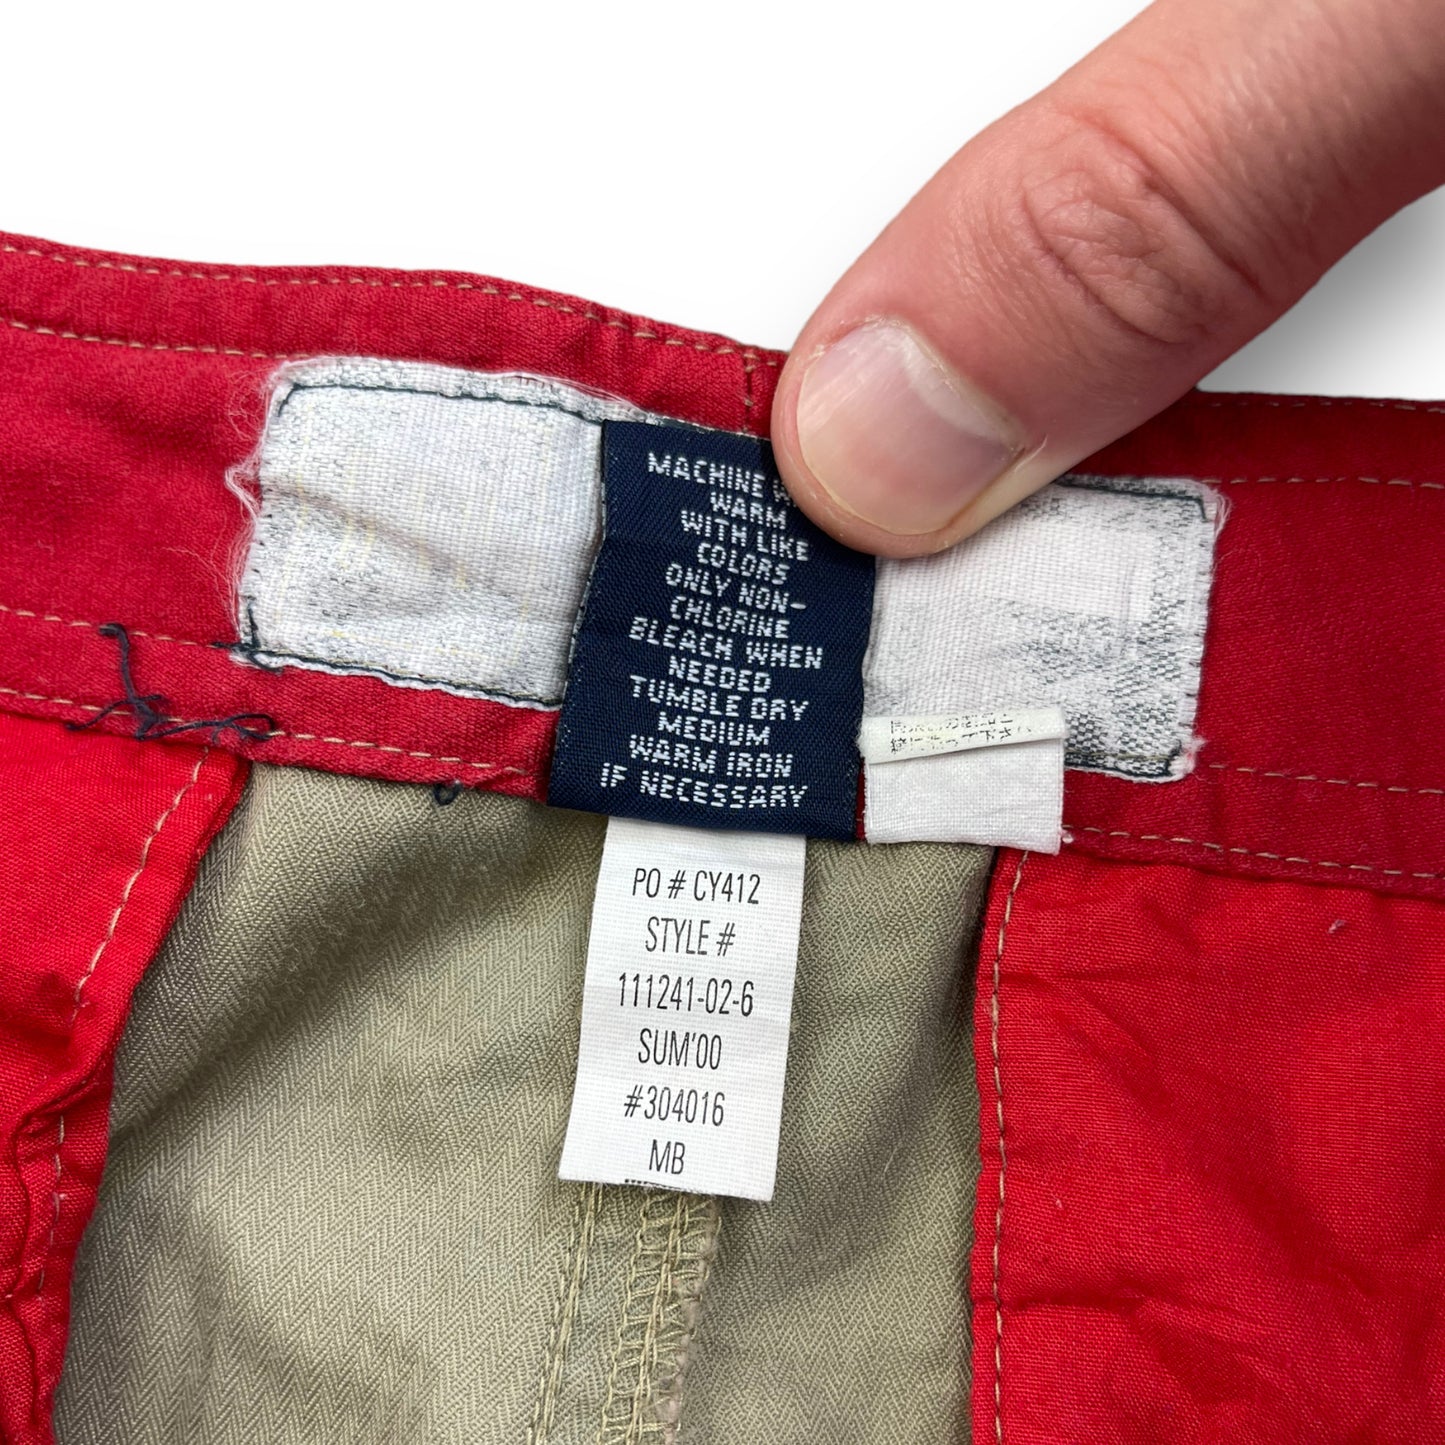 MACHINE
WARM
WITH LIKE
COLORS
ONLY NON-
CHLORINE
BLEACH WHEN
NEEDED
TUMBLE DRY
MEDIUM
WARM IRON
IF NECESSARY
PO # CY412
STYLE #
111241-02-6
SUM'00
#304016
MB